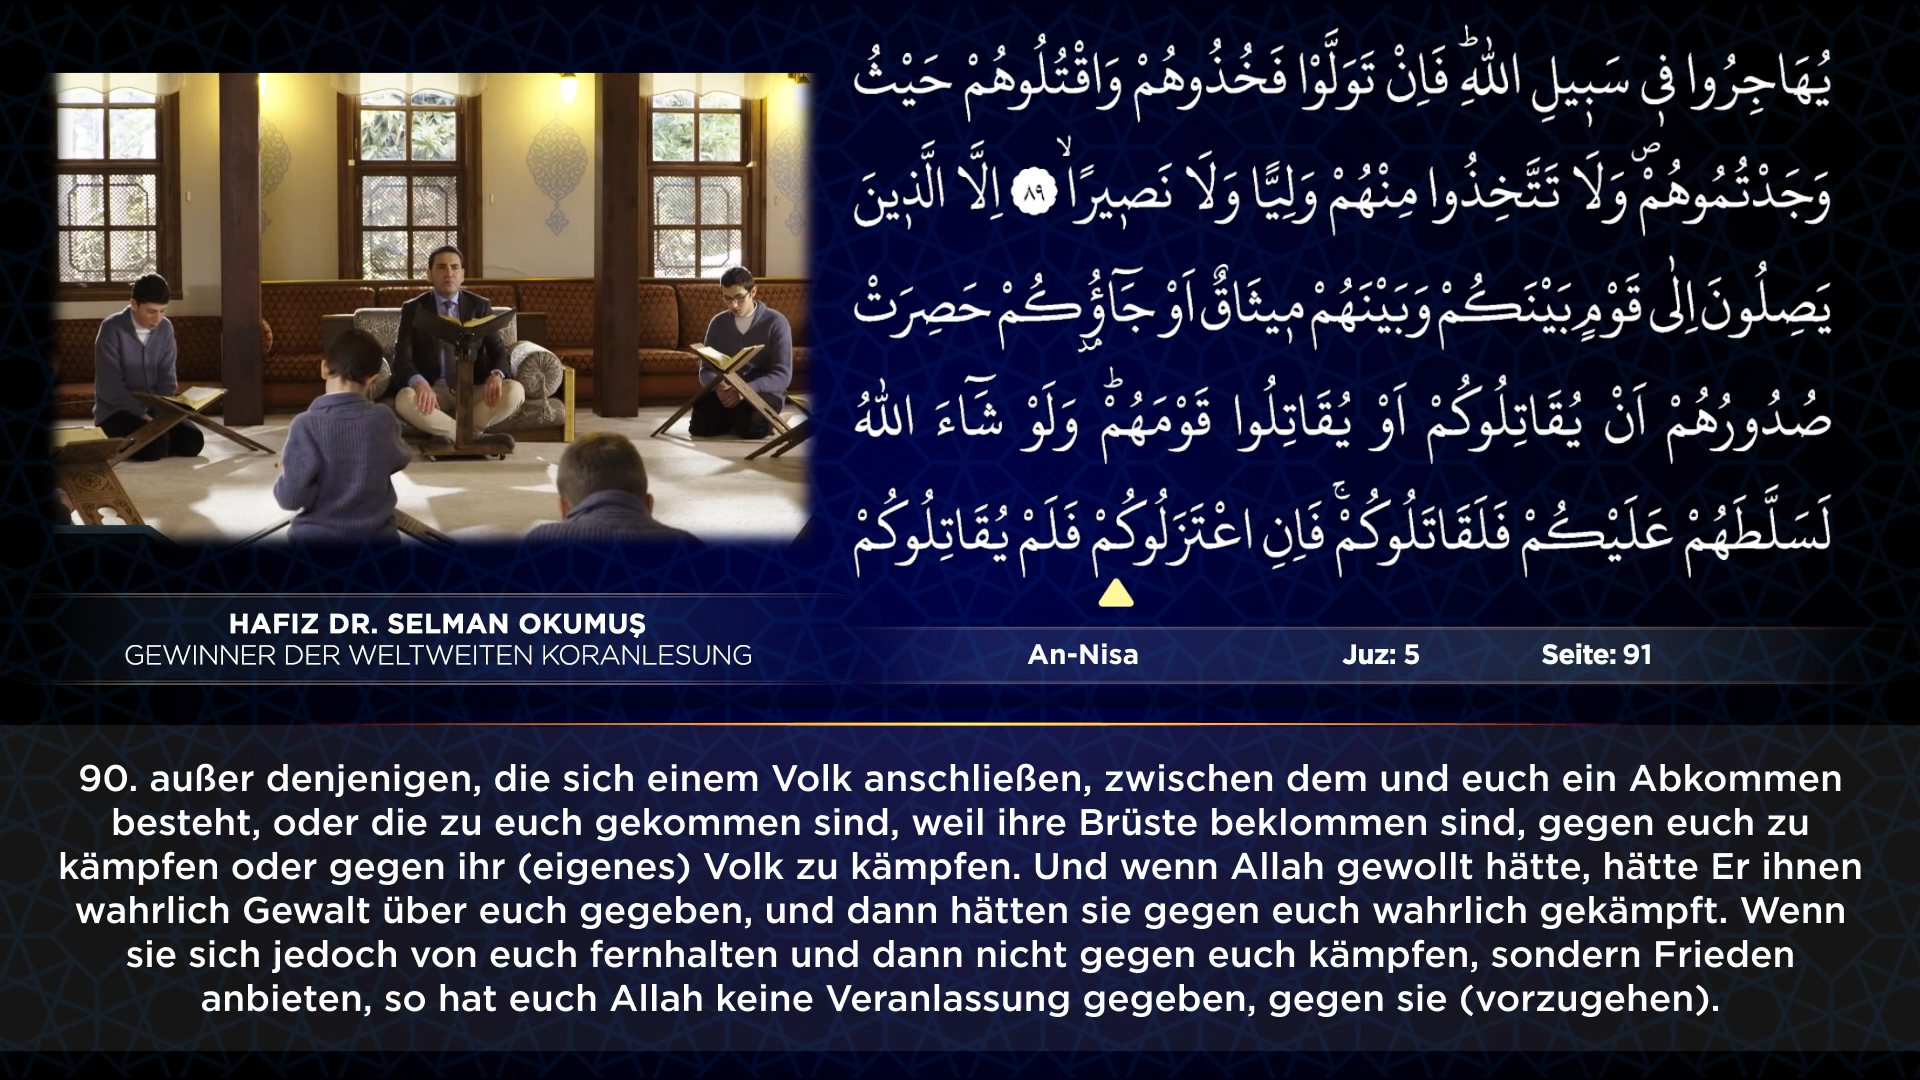 يُهَاجِرُوا فٖي سَبٖيلِ اللّٰهِؕ فَاِنْ تَوَلَّوْا فَخُذُوهُمْ وَاقْتُلُوهُمْ حَيْثُ
وَجَدْتُمُوهُمْࣕ وَلَا تَتَّخِذُوا مِنْهُمْ وَلِيًّا وَلَا نَصٖيرًاۙ ٨٩ اِلَّا الَّذٖينَ
يَصِلُونَ اِلٰى قَوْمٍ بَيْنَكُمْ وَبَيْنَهُمْ مٖيثَاقٌ اَوْ جَٓاؤُ۫كُمْ حَصِرَتْ
صُدُورُهُمْ اَنْ يُقَاتِلُوكُمْ اَوْ يُقَاتِلُوا قَوْمَهُمْؕ وَلَوْ شَٓاءَ اللّٰهُ
لَسَلَّطَهُمْ عَلَيْكُمْ فَلَقَاتَلُوكُمْۚ فَاِنِ اعْتَزَلُوكُمْ فَلَمْ يُقَاتِلُوكُمْ
HAFIZ DR. SELMAN OKUMUŞ
GEWINNER DER WELTWEITEN KORANLESUNG
An-Nisa Juz: 5 Seite: 91
90. außer denjenigen, die sich einem Volk anschließen, zwischen dem und euch ein Abkommen
besteht, oder die zu euch gekommen sind, weil ihre Brüste beklommen sind, gegen euch zu
kämpfen oder gegen ihr (eigenes) Volk zu kämpfen. Und wenn Allah gewollt hätte, hätte Er ihnen
wahrlich Gewalt über euch gegeben, und dann hätten sie gegen euch wahrlich gekämpft. Wenn
sie sich jedoch von euch fernhalten und dann nicht gegen euch kämpfen, sondern Frieden
anbieten, so hat euch Allah keine Veranlassung gegeben, gegen sie (vorzugehen).